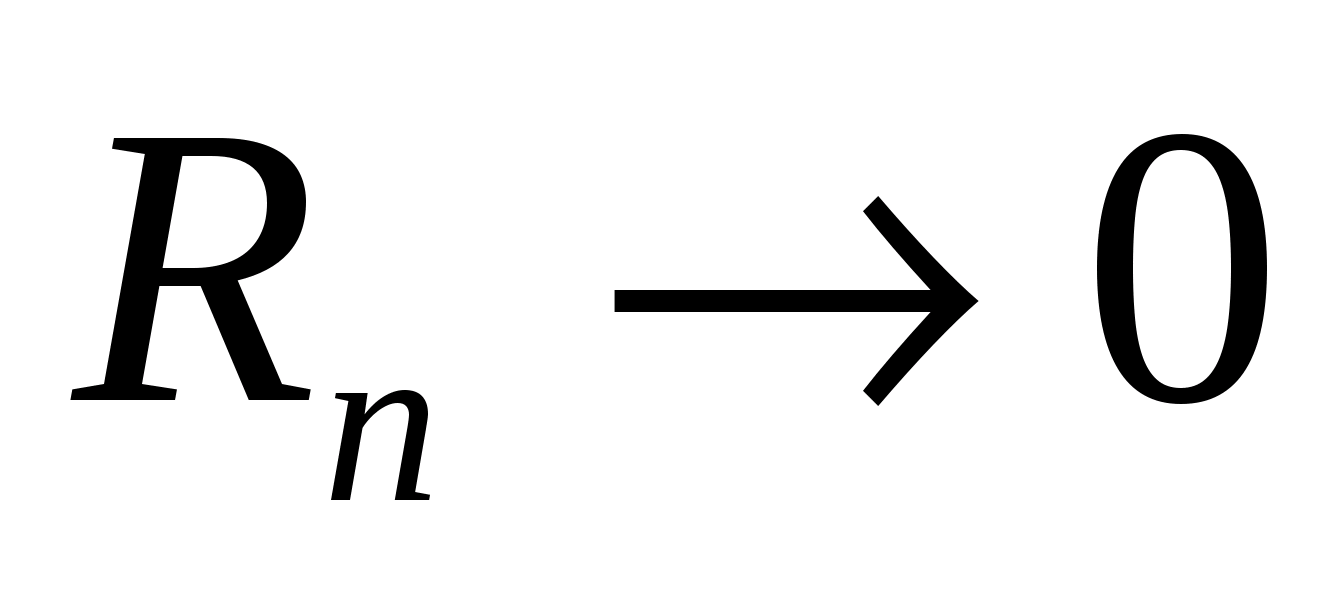 Rₙ → 0